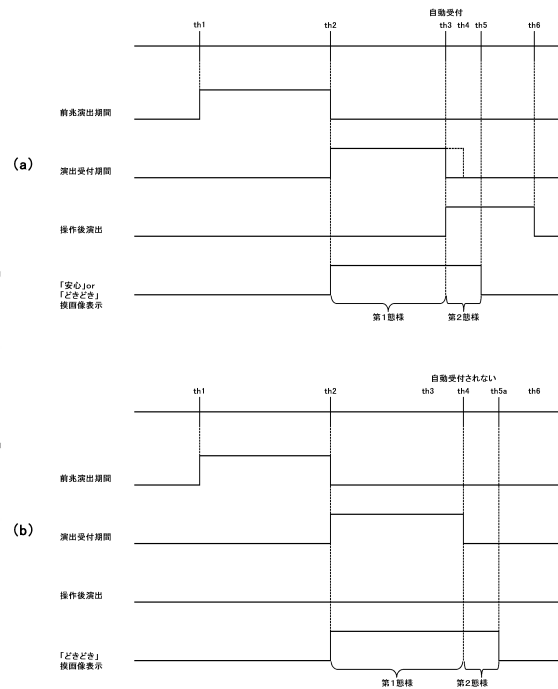 自動受付
th1 th2 th3 th4 th5 th6
前兆演出期間
(a)
演出受付期間
操作後演出
「安心」or
「どきどき」
換画像表示
第1態様 第2態様
自動受付されない
th1 th2 th3 th4 th5a th6
前兆演出期間
(b)
演出受付期間
操作後演出
「どきどき」
換画像表示
第1態様 第2態様